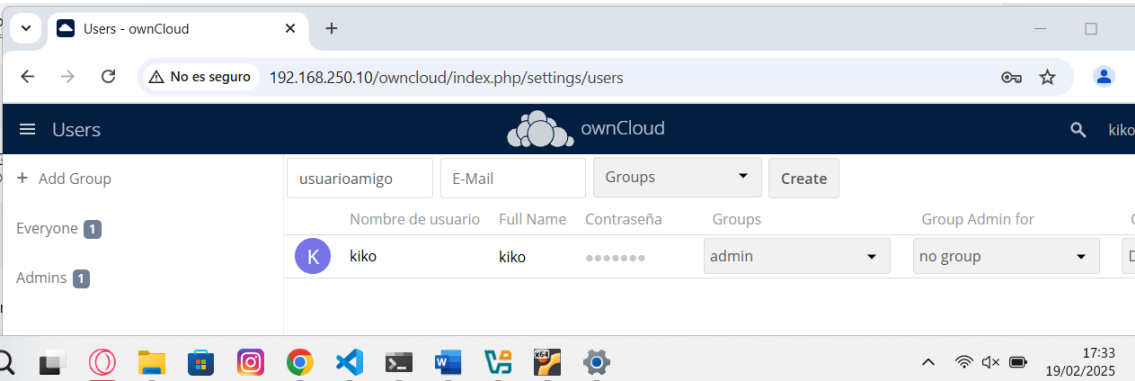 Users - ownCloud
No es seguro 192.168.250.10/owncloud/index.php/settings/users
Users ownCloud kiko
+ Add Group usuarioamigo E-Mail Groups Create
Nombre de usuario Full Name Contraseña Groups Group Admin for
Everyone 1
K kiko kiko admin no group
Admins 1
17:33
x64
19/02/2025